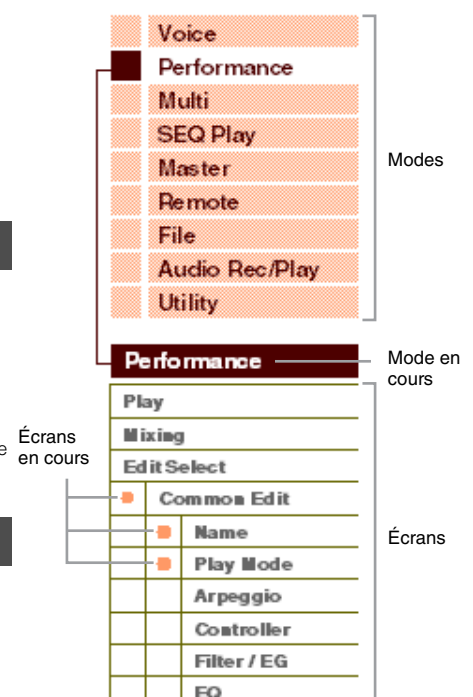 Voice
Performance
Multi
SEQ Play
Master
Remote
File
Audio Rec/Play
Utility
Modes
Performance
Mode en
cours
Play
Mixing
Edit Select
Écrans
e en cours
Common Edit
Name
Play Mode
Arpeggio
Controller
Filter / EG
EQ
Écrans